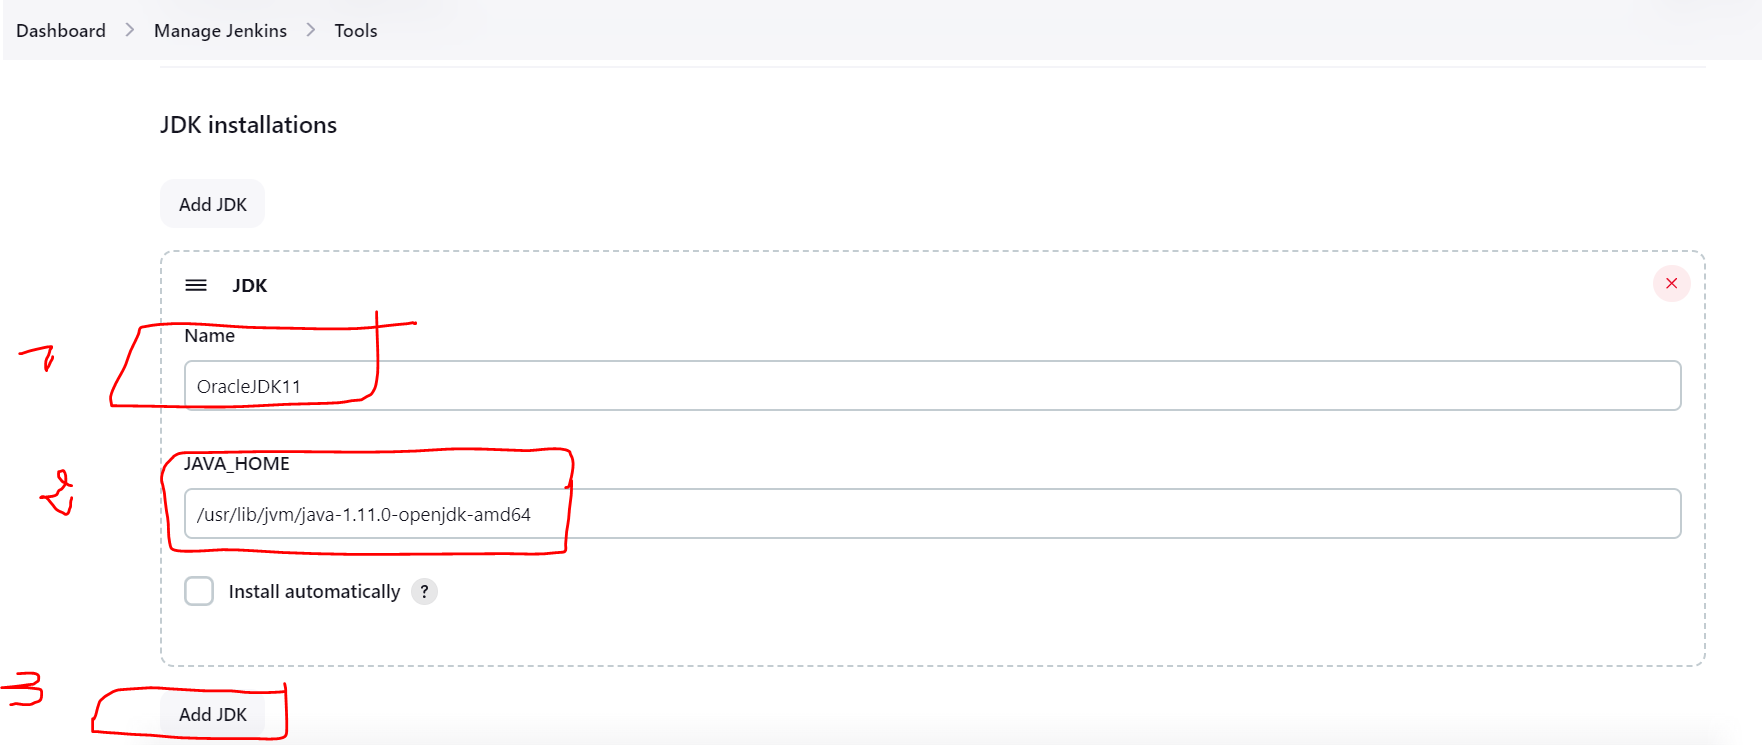 Dashboard > Manage Jenkins > Tools
JDK installations
Add JDK
JDK
Name
1
OracleJDK11
JAVA_HOME
2
/usr/lib/jvm/java-1.11.0-openjdk-amd64
Install automatically ?
3
Add JDK